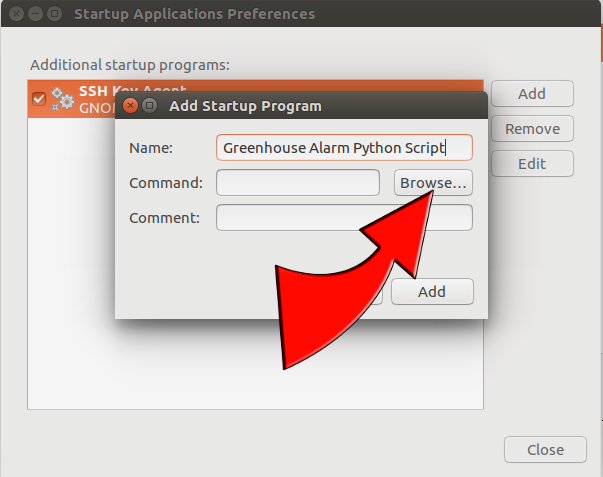 Startup Applications Preferences
Additional startup programs:
SSH Key Agent
GNO
Add
Remove
Edit
Add Startup Program
Name: Greenhouse Alarm Python Script
Command: Browse...
Comment:
Add
Close